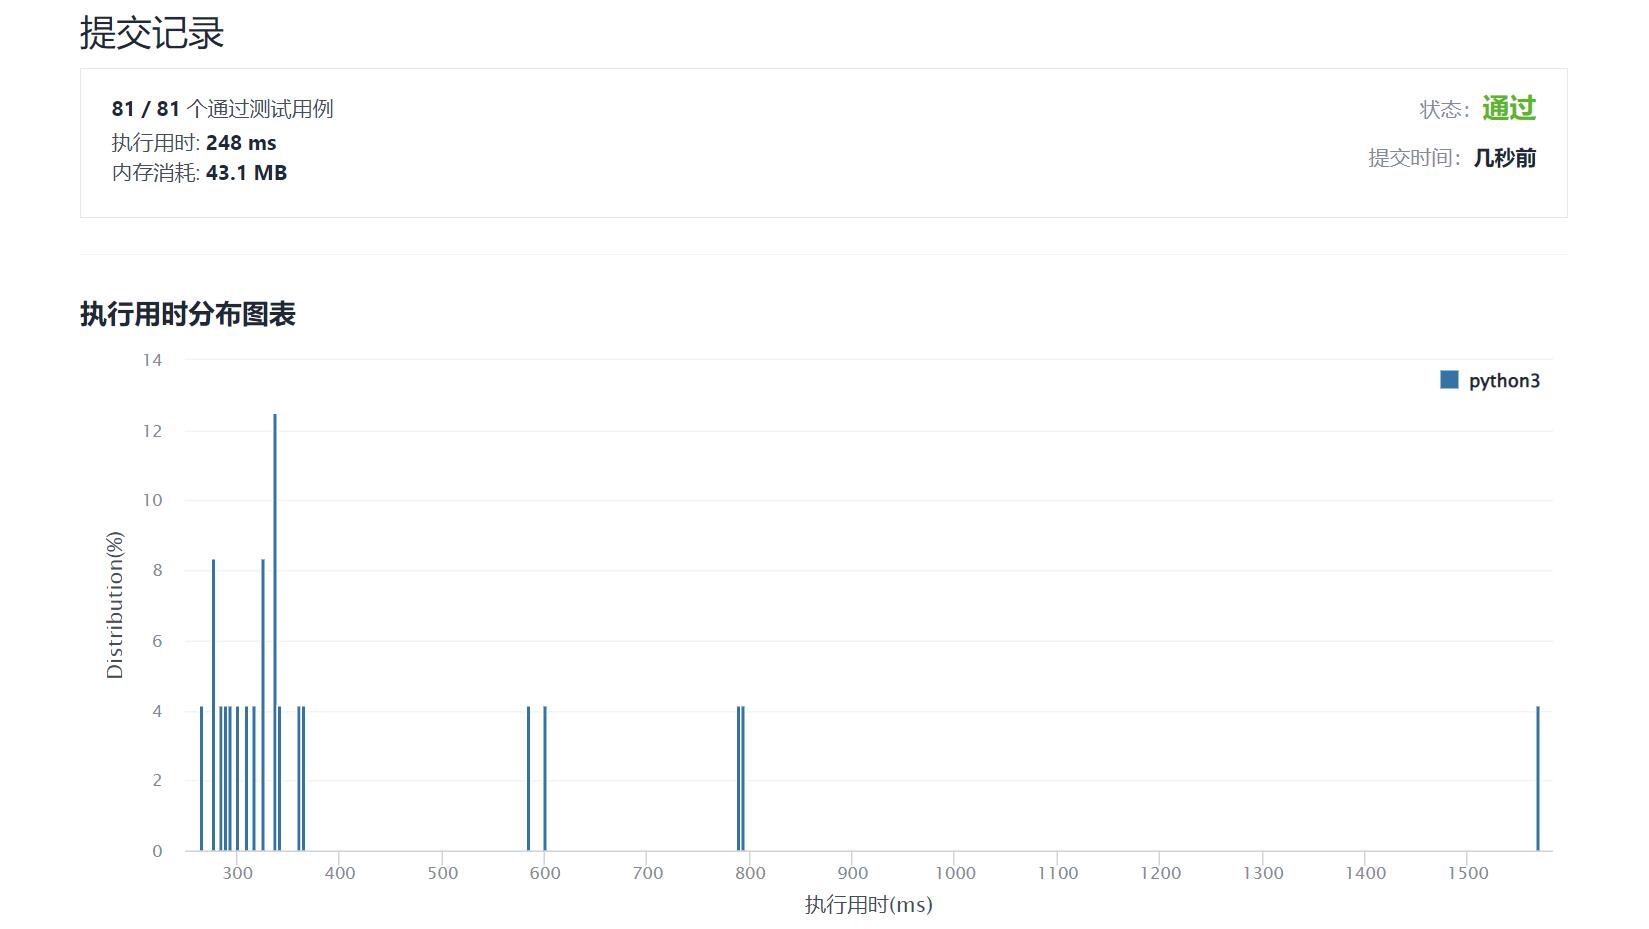 提交记录
81 / 81 个通过测试用例
状态：通过
执行用时: 248 ms
内存消耗: 43.1 MB
提交时间：几秒前
执行用时分布图表
14
python3
12
10
8
6
4
2
0
Distribution(%)
300 400 500 600 700 800 900 1000 1100 1200 1300 1400 1500
执行用时(ms)